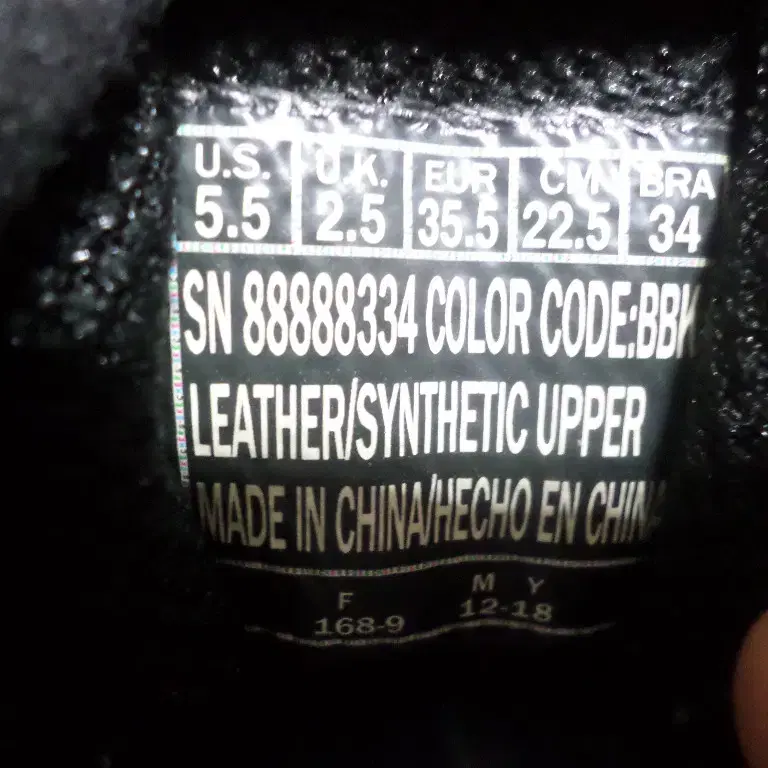 U.S. U.K. EUR CM BRA
5.5 2.5 35.5 22.5 34
SN 88888334 COLOR CODE:BBK
LEATHER/SYNTHETIC UPPER
MADE IN CHINA/HECHO EN CHINA
F M Y
168-9 12-18